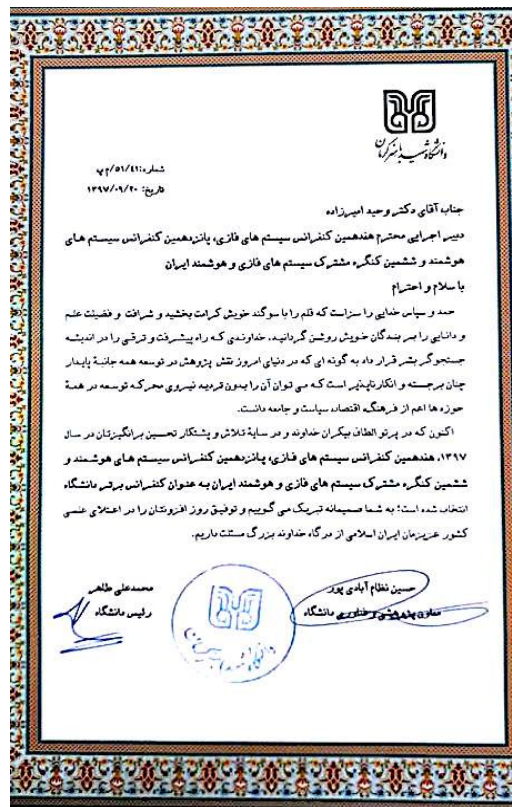 دانشگاه شهید باهنر کرمان
شماره: ۵۱/۴۱/م پ
تاریخ: ۱۳۹۷/۰۹/۲۰
جناب آقای دکتر وحید امیرزاده
دبیر اجرایی محترم هفدهمین کنفرانس سیستم های فازی، پانزدهمین کنفرانس سیستم های
هوشمند و ششمین کنگره مشترک سیستم های فازی و هوشمند ایران
با سلام و احترام
حمد و سپاس خدایی را سزاست که قلم را با سوگند خویش کرامت بخشید و شرافت و فضیلت علم
و دانایی را بر بندگان خویش روشن گردانید، خداوندی که راه پیشرفت و ترقی را در اندیشه
جستجوگر بشر قرار داد به گونه ای که در دنیای امروز نقش پژوهش در توسعه همه جانبۀ پایدار
چنان برجسته و انکارناپذیر است که می توان آن را بدون تردید نیروی محرکه توسعه در همۀ
حوزه ها اعم از فرهنگ، اقتصاد، سیاست و جامعه دانست.
اکنون که در پرتو الطاف بیکران خداوند و در سایۀ تلاش و پشتکار تحسین برانگیزتان در سال
۱۳۹۷، هفدهمین کنفرانس سیستم های فازی، پانزدهمین کنفرانس سیستم های هوشمند و
ششمین کنگره مشترک سیستم های فازی و هوشمند ایران به عنوان کنفرانس برتر دانشگاه
انتخاب شده است؛ به شما صمیمانه تبریک می گوییم و توفیق روز افزونتان را در اعتلای علمی
کشور عزیزمان ایران اسلامی از درگاه خداوند بزرگ مسئلت داریم.
حسین نظام آبادی پور
معاون پژوهشی و فناوری دانشگاه
محمدعلی طاهر
رئیس دانشگاه
دانشگاه شهید باهنر کرمان